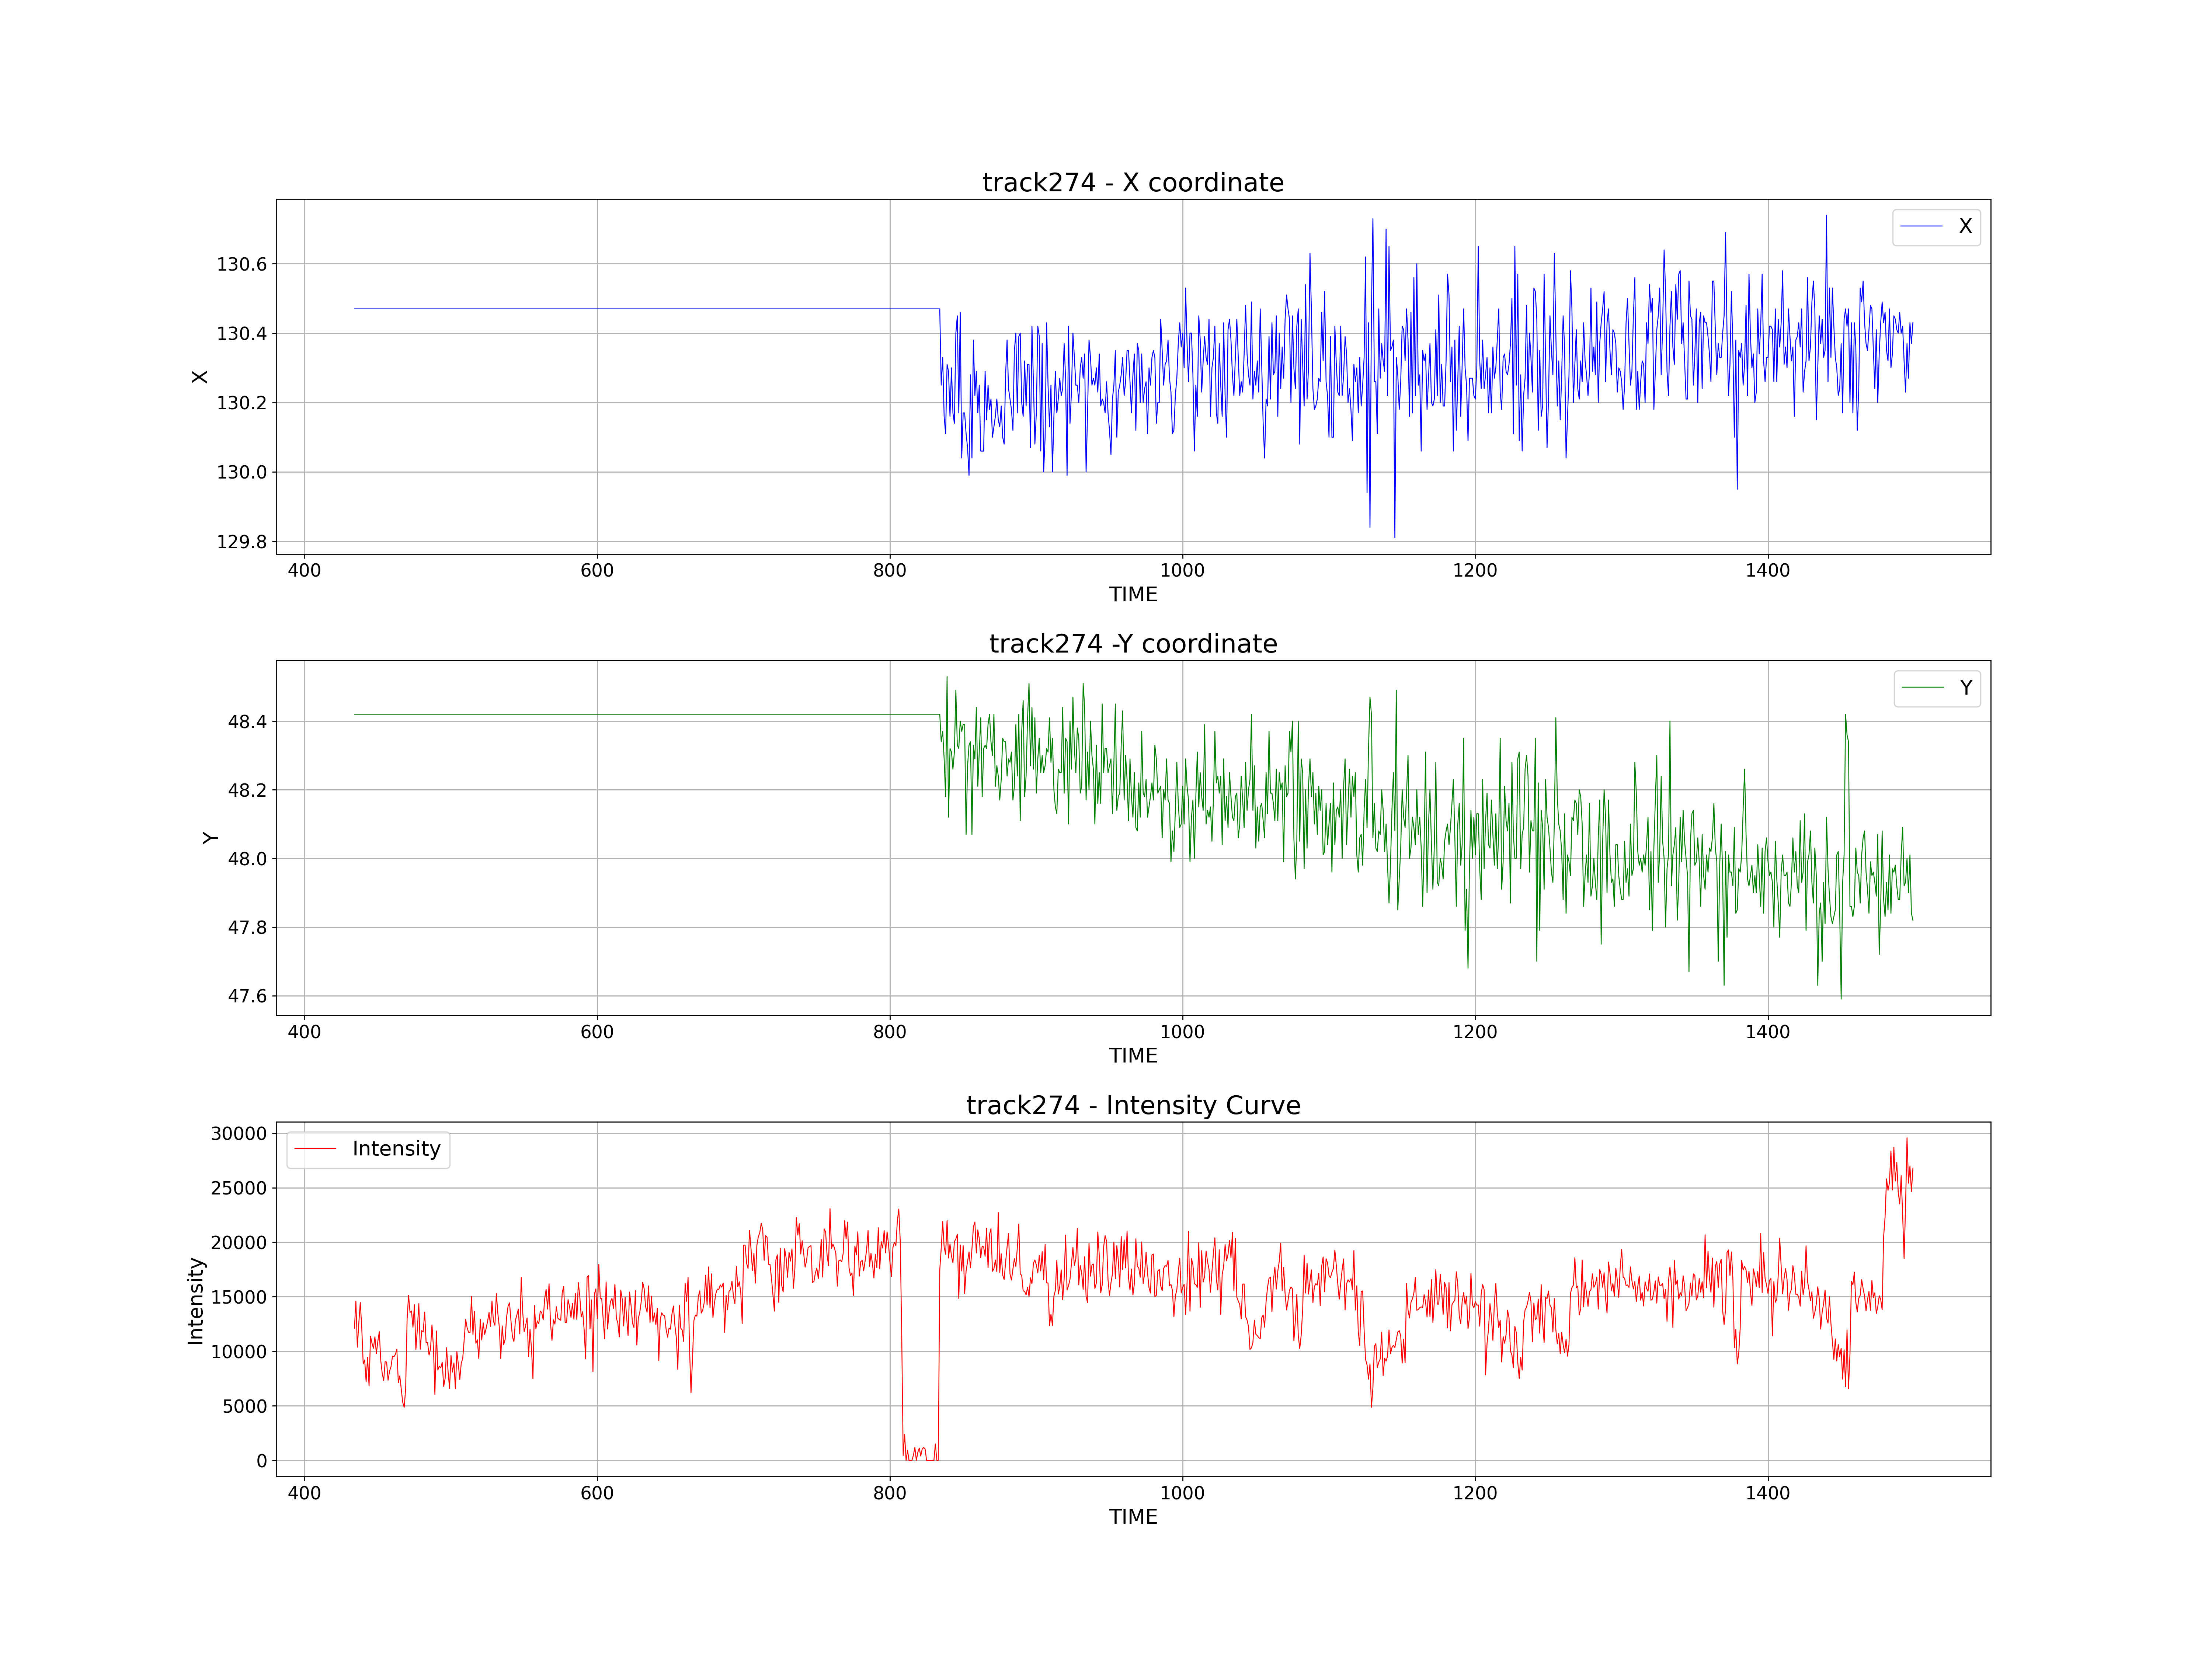 track274 - X coordinate
X
130.6
130.4
130.2
130.0
129.8
X
400 600 800 1000 1200 1400
TIME
track274 -Y coordinate
Y
48.4
48.2
48.0
47.8
47.6
Y
400 600 800 1000 1200 1400
TIME
track274 - Intensity Curve
Intensity
30000
25000
20000
15000
10000
5000
0
Intensity
400 600 800 1000 1200 1400
TIME